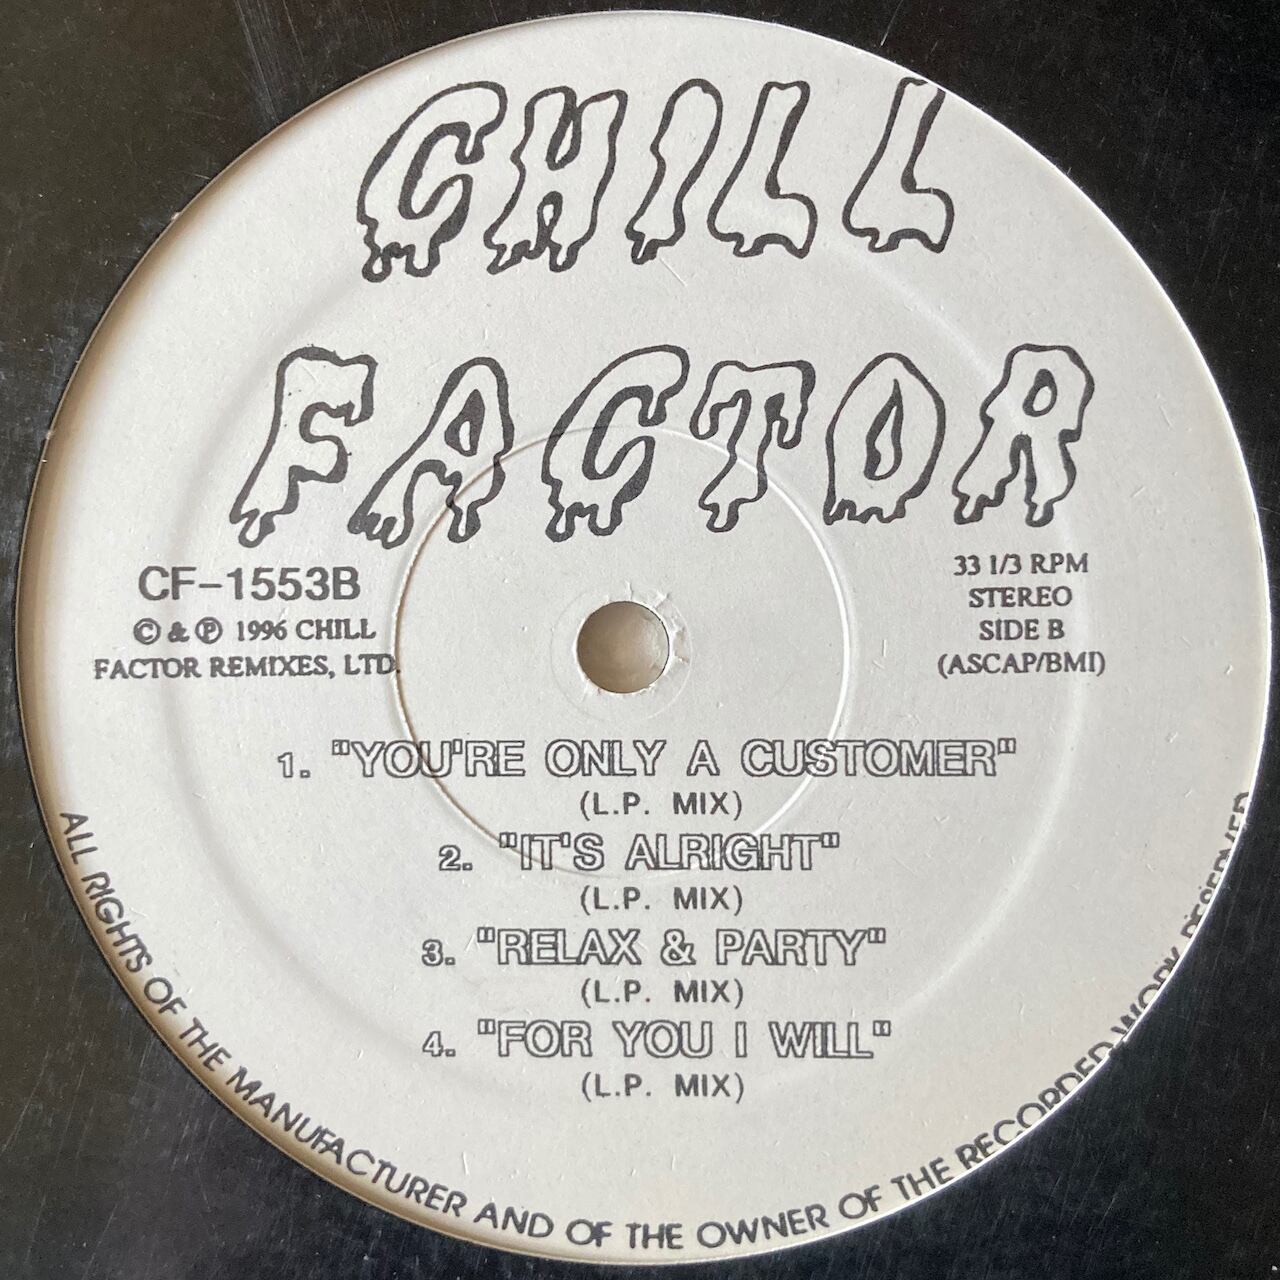 CHILL
FACTOR
CF-1553B
© & ℗ 1996 CHILL
FACTOR REMIXES, LTD.
33 1/3 RPM
STEREO
SIDE B
(ASCAP/BMI)
1. "YOU'RE ONLY A CUSTOMER"
(L.P. MIX)
2. "IT'S ALRIGHT"
(L.P. MIX)
3. "RELAX & PARTY"
(L.P. MIX)
4. "FOR YOU I WILL"
(L.P. MIX)
ALL RIGHTS OF THE MANUFACTURER AND OF THE OWNER OF THE RECORDED WORK RESERVED